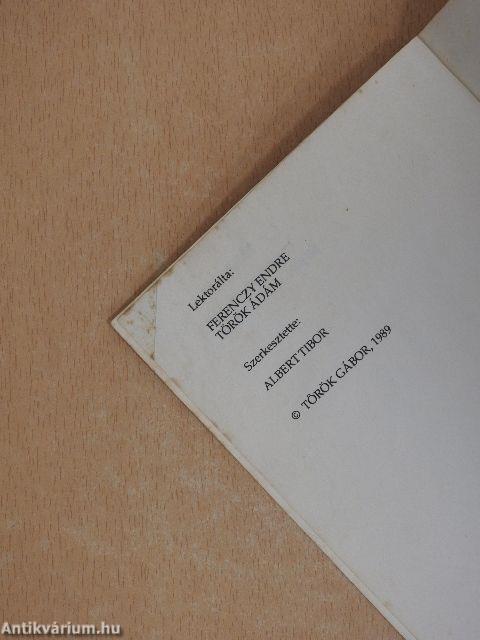 Lektorálta:
FERENCZY ENDRE
TÖRÖK ÁDÁM
Szerkesztette:
ALBERT TIBOR
© TÖRÖK GÁBOR, 1989
Antikvárium.hu